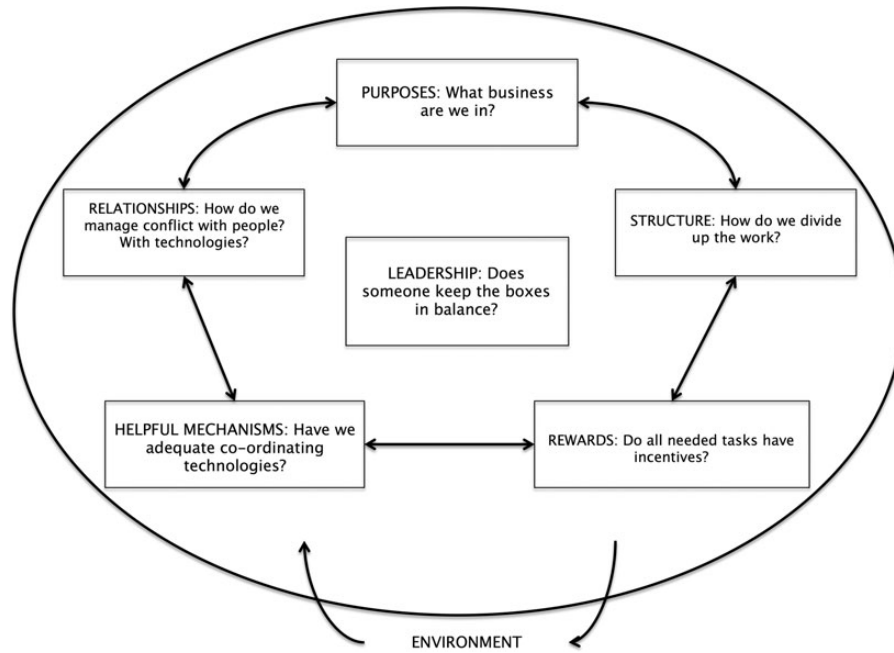 PURPOSES: What business
are we in?
RELATIONSHIPS: How do we
manage conflict with people?
With technologies?
STRUCTURE: How do we divide
up the work?
LEADERSHIP: Does
someone keep the boxes
in balance?
HELPFUL MECHANISMS: Have we
adequate co-ordinating
technologies?
REWARDS: Do all needed tasks have
incentives?
ENVIRONMENT